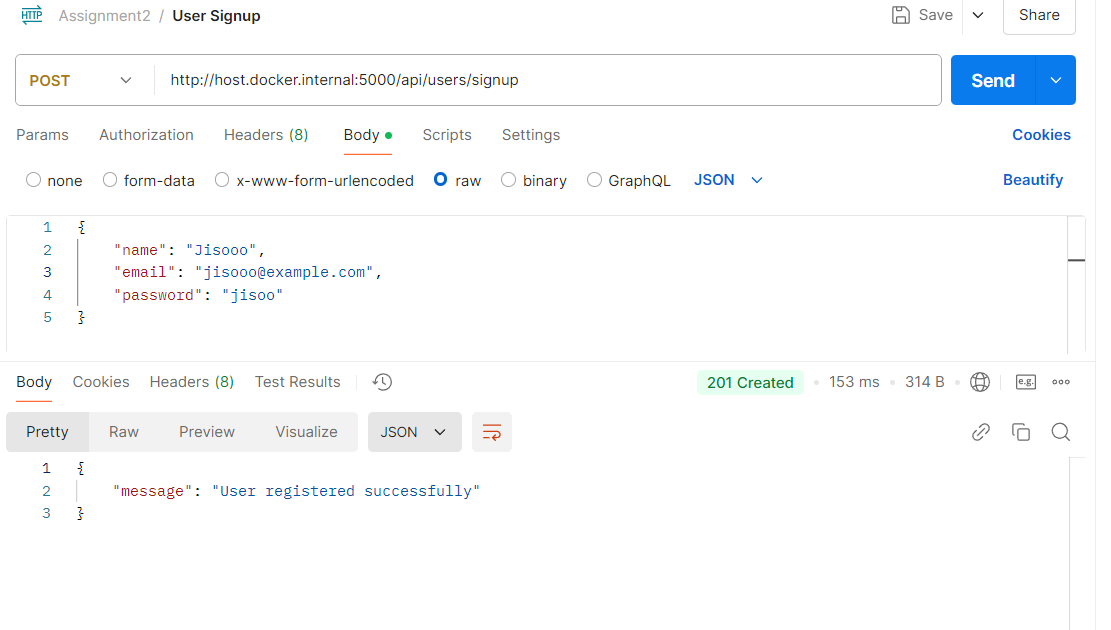 HTTP Assignment2 / User Signup Save Share
POST http://host.docker.internal:5000/api/users/signup Send
Params Authorization Headers (8) Body Scripts Settings Cookies
none form-data x-www-form-urlencoded raw binary GraphQL JSON Beautify
1 {
2 "name": "Jisooo",
3 "email": "jisooo@example.com",
4 "password": "jisoo"
5 }
Body Cookies Headers (8) Test Results 201 Created 153 ms 314 B e.g.
Pretty Raw Preview Visualize JSON
1 {
2 "message": "User registered successfully"
3 }